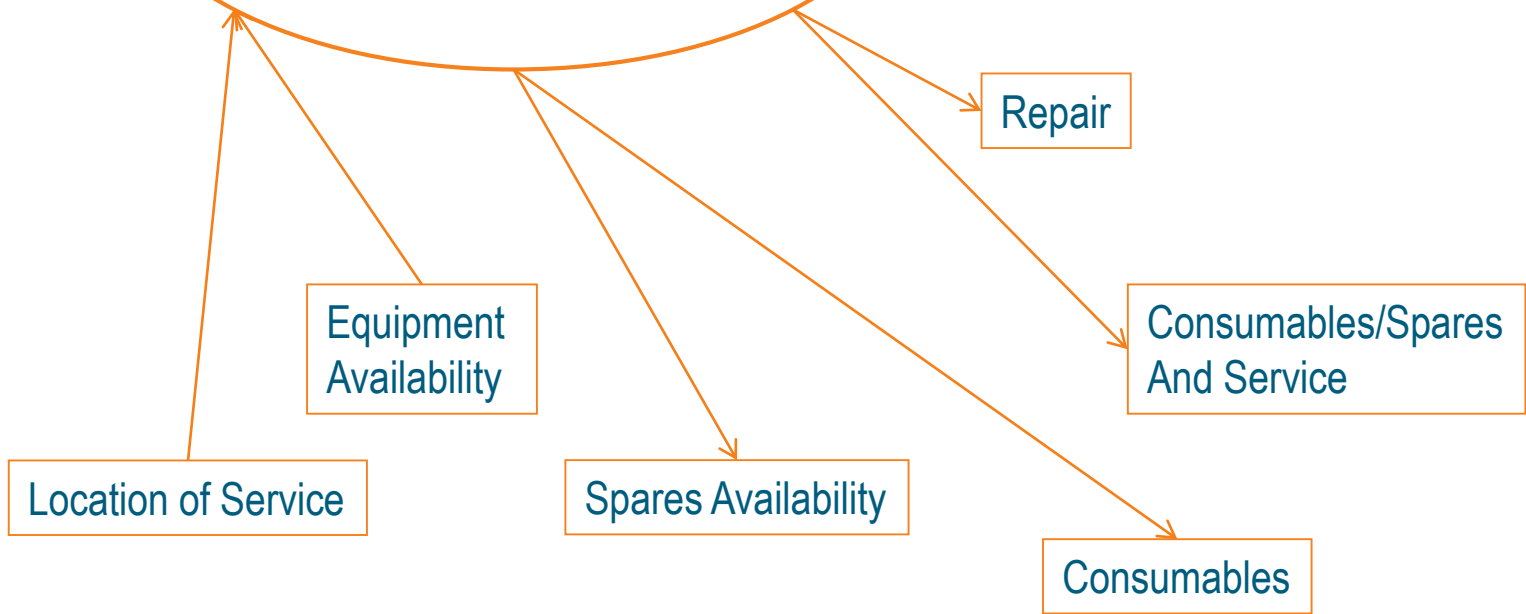 Repair
Equipment
Availability
Consumables/Spares
And Service
Location of Service
Spares Availability
Consumables